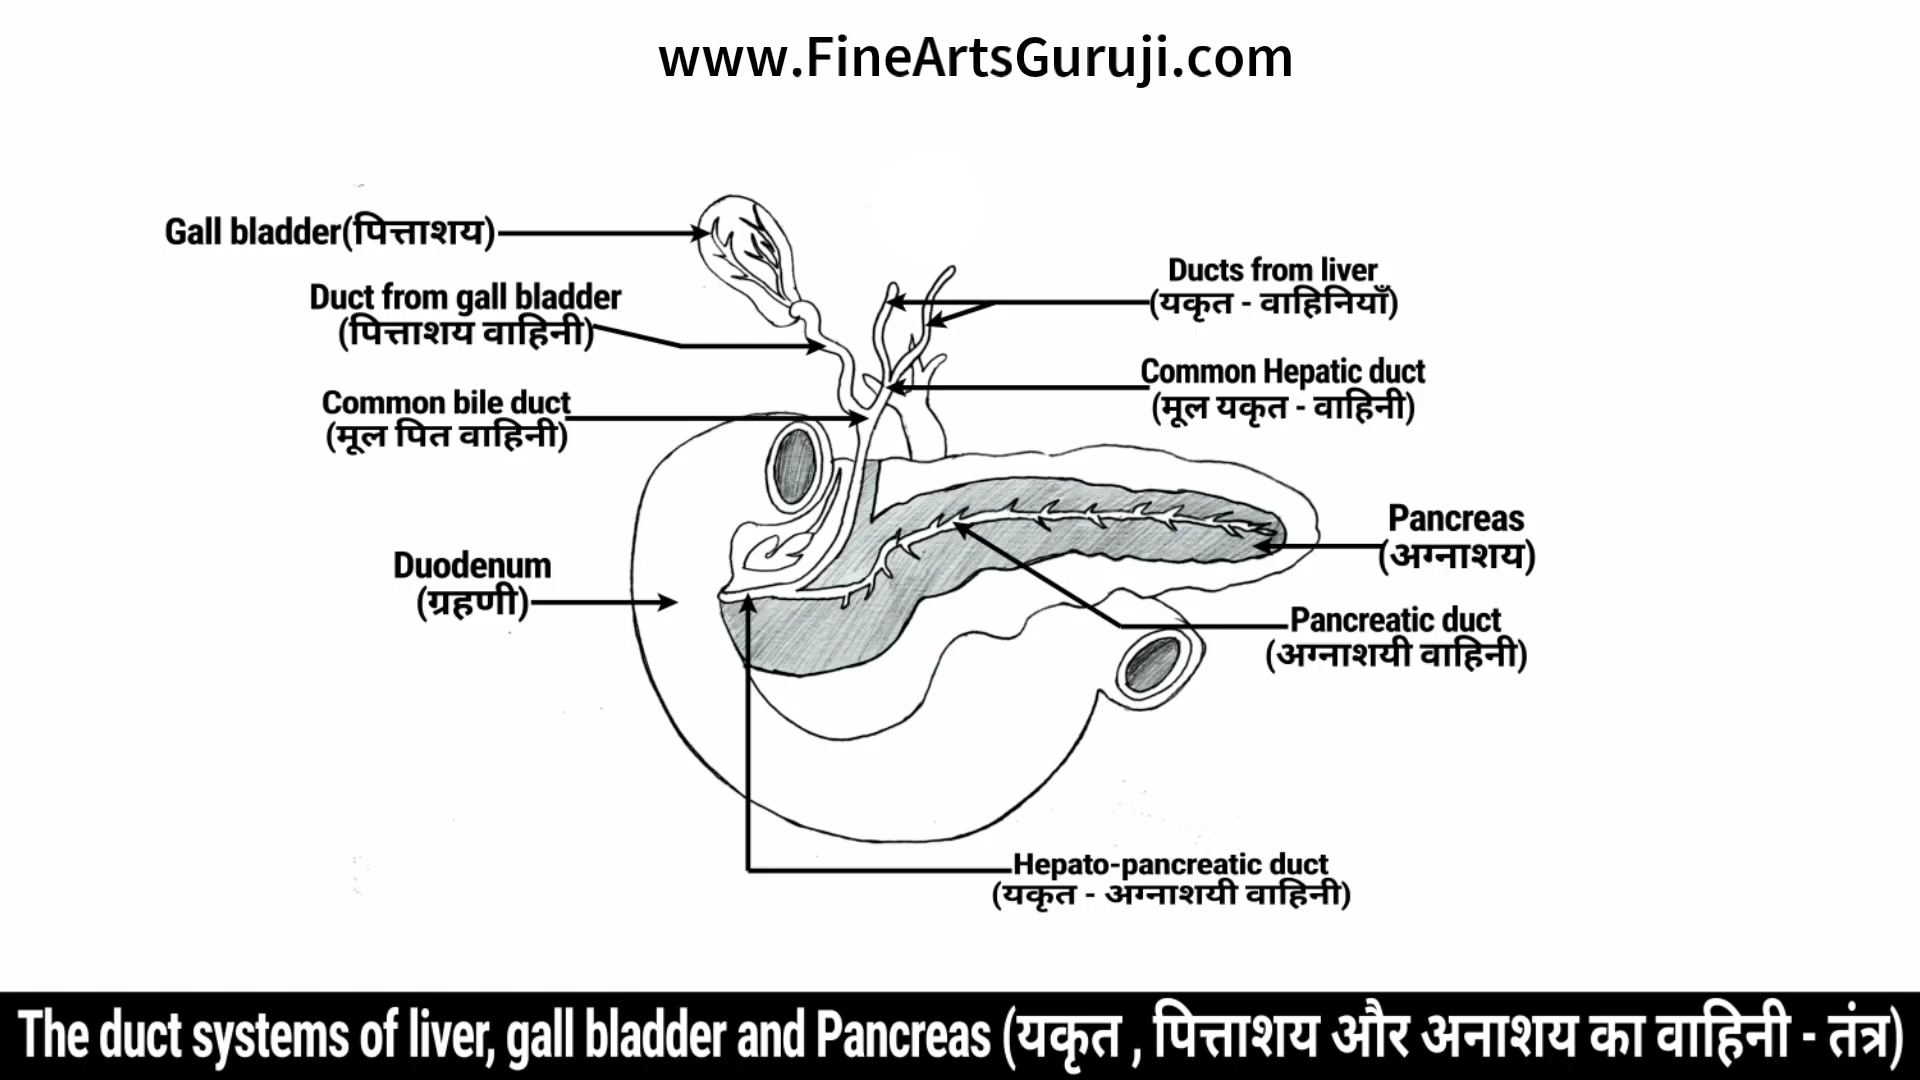 www.FineArtsGuruji.com
Gall bladder(पित्ताशय)
Duct from gall bladder
(पित्ताशय वाहिनी)
Common bile duct
(मूल पित वाहिनी)
Duodenum
(ग्रहणी)
Ducts from liver
(यकृत - वाहिनियाँ)
Common Hepatic duct
(मूल यकृत - वाहिनी)
Pancreas
(अग्नाशय)
Pancreatic duct
(अग्नाशयी वाहिनी)
Hepato-pancreatic duct
(यकृत - अग्नाशयी वाहिनी)
The duct systems of liver, gall bladder and Pancreas (यकृत , पित्ताशय और अनाशय का वाहिनी - तंत्र)